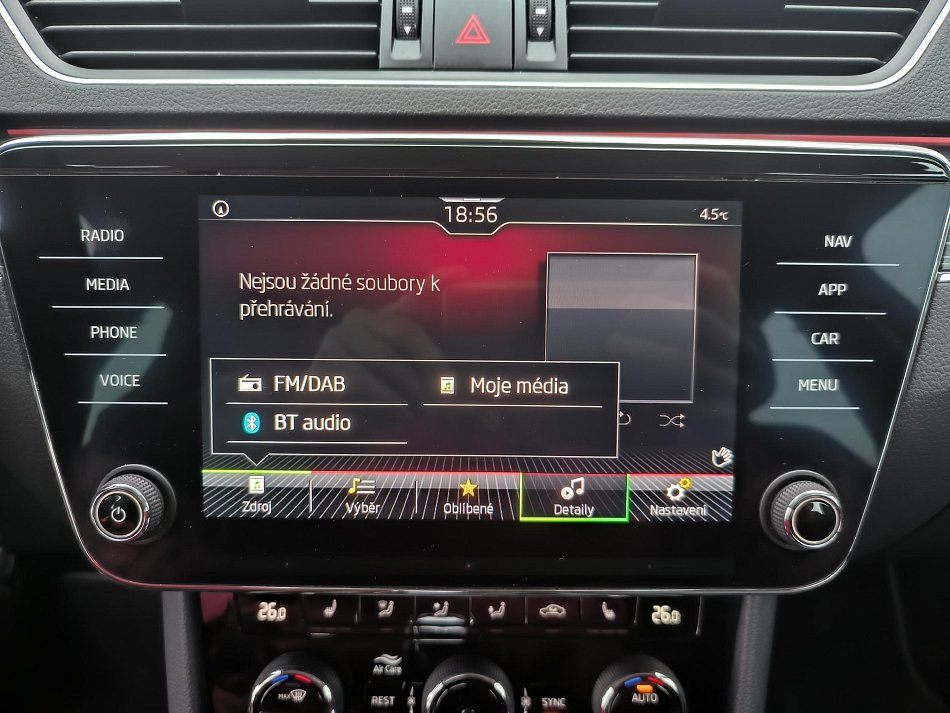 18:56
4.5°C
RADIO
MEDIA
PHONE
VOICE
NAV
APP
CAR
MENU
Nejsou žádné soubory k
přehrávání.
FM/DAB
Moje média
BT audio
Zdroj
Výběr
Oblíbené
Detaily
Nastavení
26.0
26.0
Air Care
MAX
REST
SYNC
AUTO